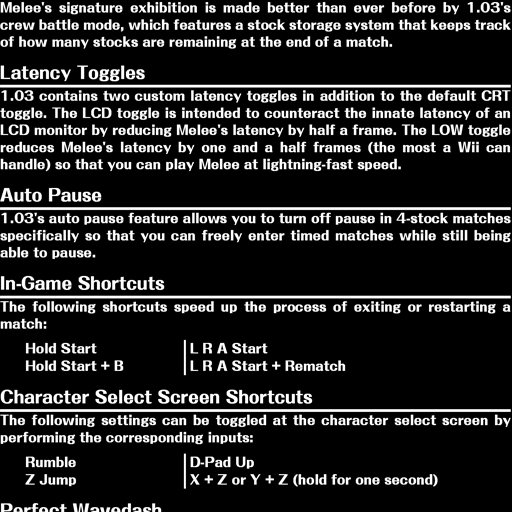 Melee's signature exhibition is made better than ever before by 1.03's
crew battle mode, which features a stock storage system that keeps track
of how many stocks are remaining at the end of a match.
Latency Toggles
1.03 contains two custom latency toggles in addition to the default CRT
toggle. The LCD toggle is intended to counteract the innate latency of an
LCD monitor by reducing Melee's latency by half a frame. The LOW toggle
reduces Melee's latency by one and a half frames (the most a Wii can
handle) so that you can play Melee at lightning-fast speed.
Auto Pause
1.03's auto pause feature allows you to turn off pause in 4-stock matches
specifically so that you can freely enter timed matches while still being
able to pause.
In-Game Shortcuts
The following shortcuts speed up the process of exiting or restarting a
match:
Hold Start L R A Start
Hold Start + B L R A Start + Rematch
Character Select Screen Shortcuts
The following settings can be toggled at the character select screen by
performing the corresponding inputs:
Rumble D-Pad Up
Z Jump X + Z or Y + Z (hold for one second)
Perfect Wavedash